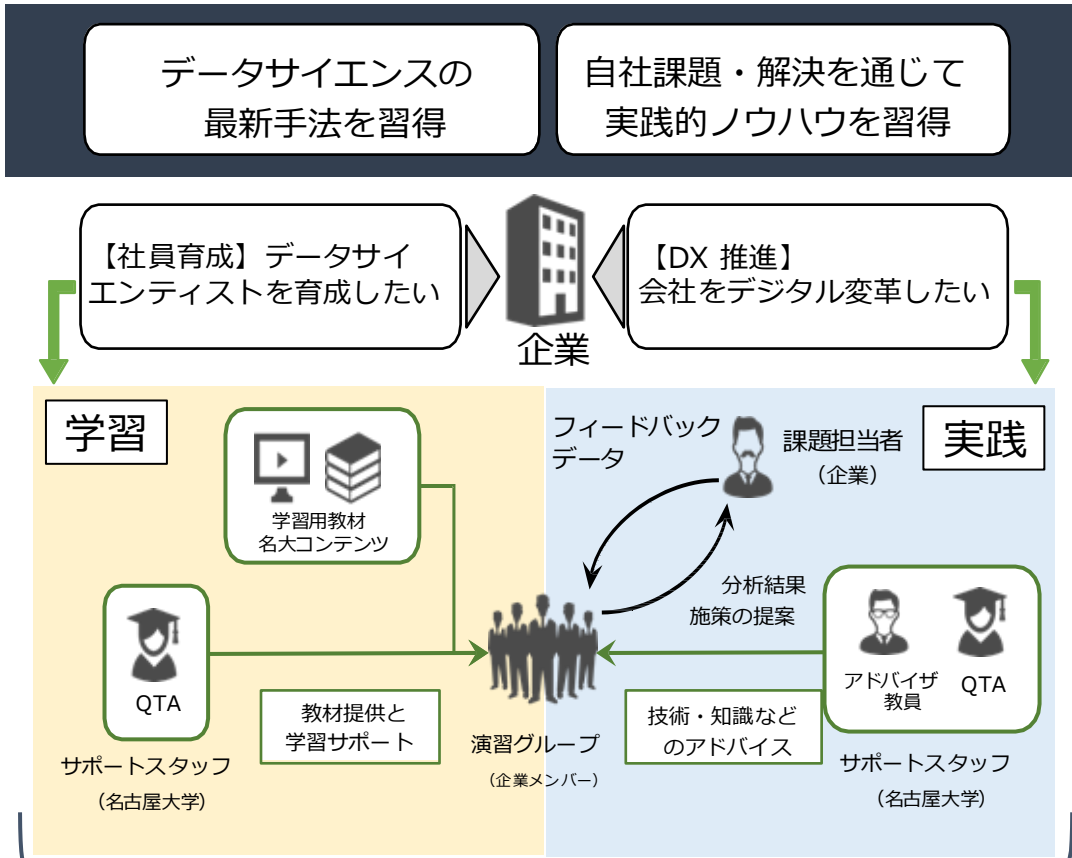 データサイエンスの
最新手法を習得
自社課題・解決を通じて
実践的ノウハウを習得
【社員育成】データサイ
エンティストを育成したい
企業
【DX 推進】
会社をデジタル変革したい
学習
学習用教材
名大コンテンツ
QTA
サポートスタッフ
（名古屋大学）
教材提供と
学習サポート
演習グループ
（企業メンバー）
実践
フィードバック
データ
課題担当者
（企業）
分析結果
施策の提案
技術・知識など
のアドバイス
アドバイザ
教員
QTA
サポートスタッフ
（名古屋大学）